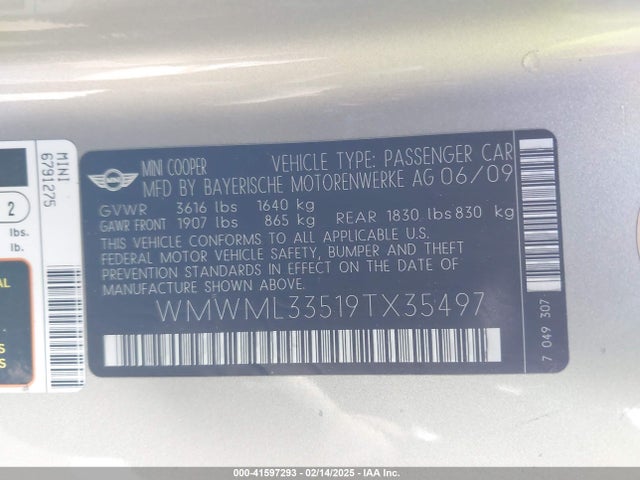 MINI
6791275
2
lbs.
lb.
AL
S
S
MINI COOPER VEHICLE TYPE: PASSENGER CAR
MFD BY BAYERISCHE MOTORENWERKE AG 06/09
GVWR 3616 lbs 1640 kg
GAWR FRONT 1907 lbs 865 kg REAR 1830 lbs 830 kg
THIS VEHICLE CONFORMS TO ALL APPLICABLE U.S.
FEDERAL MOTOR VEHICLE SAFETY, BUMPER AND THEFT
PREVENTION STANDARDS IN EFFECT ON THE DATE OF
MANUFACTURE SHOWN ABOVE.
WMWML33519TX35497
7 049 307
000-41597293 - 02/14/2025 - IAA Inc.